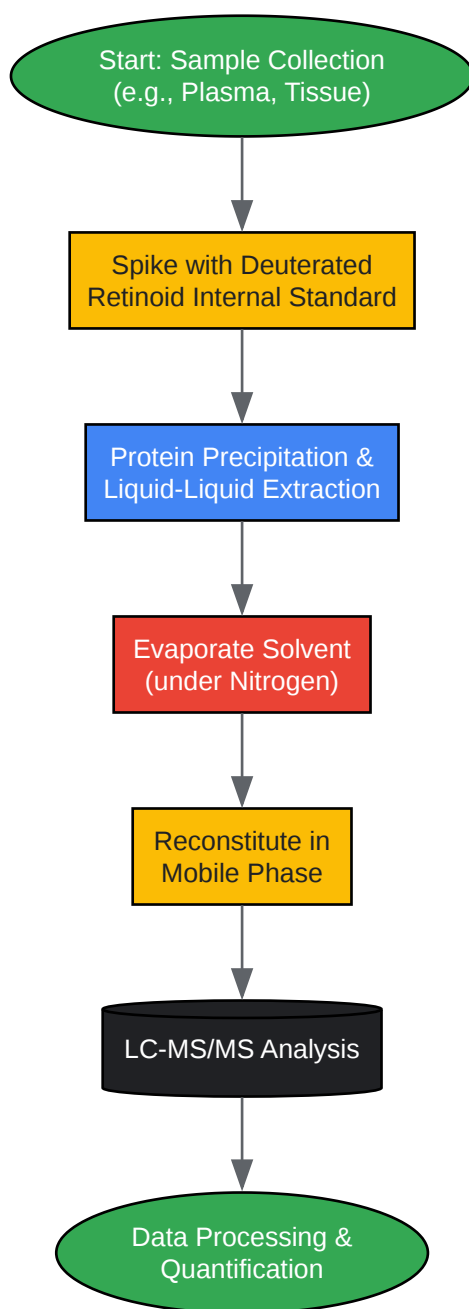 Start: Sample Collection
(e.g., Plasma, Tissue)
Spike with Deuterated
Retinoid Internal Standard
Protein Precipitation &
Liquid-Liquid Extraction
Evaporate Solvent
(under Nitrogen)
Reconstitute in
Mobile Phase
LC-MS/MS Analysis
Data Processing &
Quantification